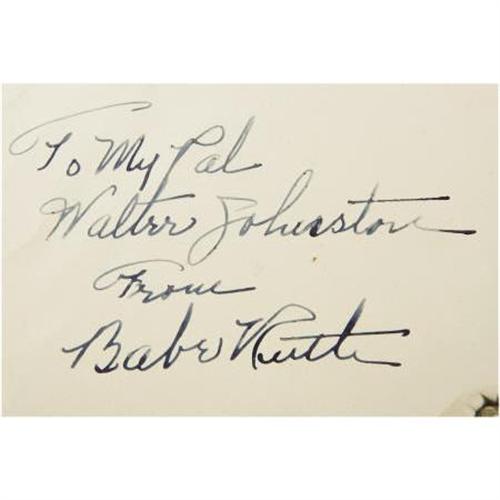 To My Pal
Walter Johnston
From
Babe Ruth